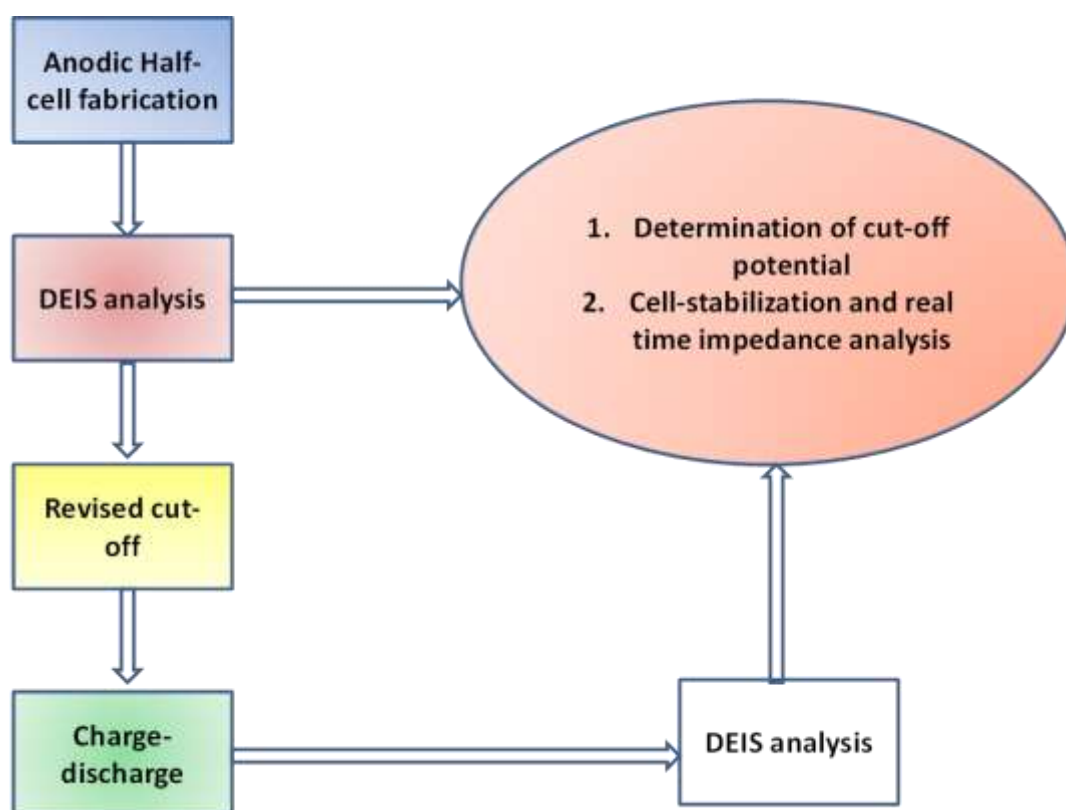 Anodic Half-
cell fabrication
DEIS analysis
1. Determination of cut-off
potential
2. Cell-stabilization and real
time impedance analysis
Revised cut-
off
Charge-
discharge
DEIS analysis